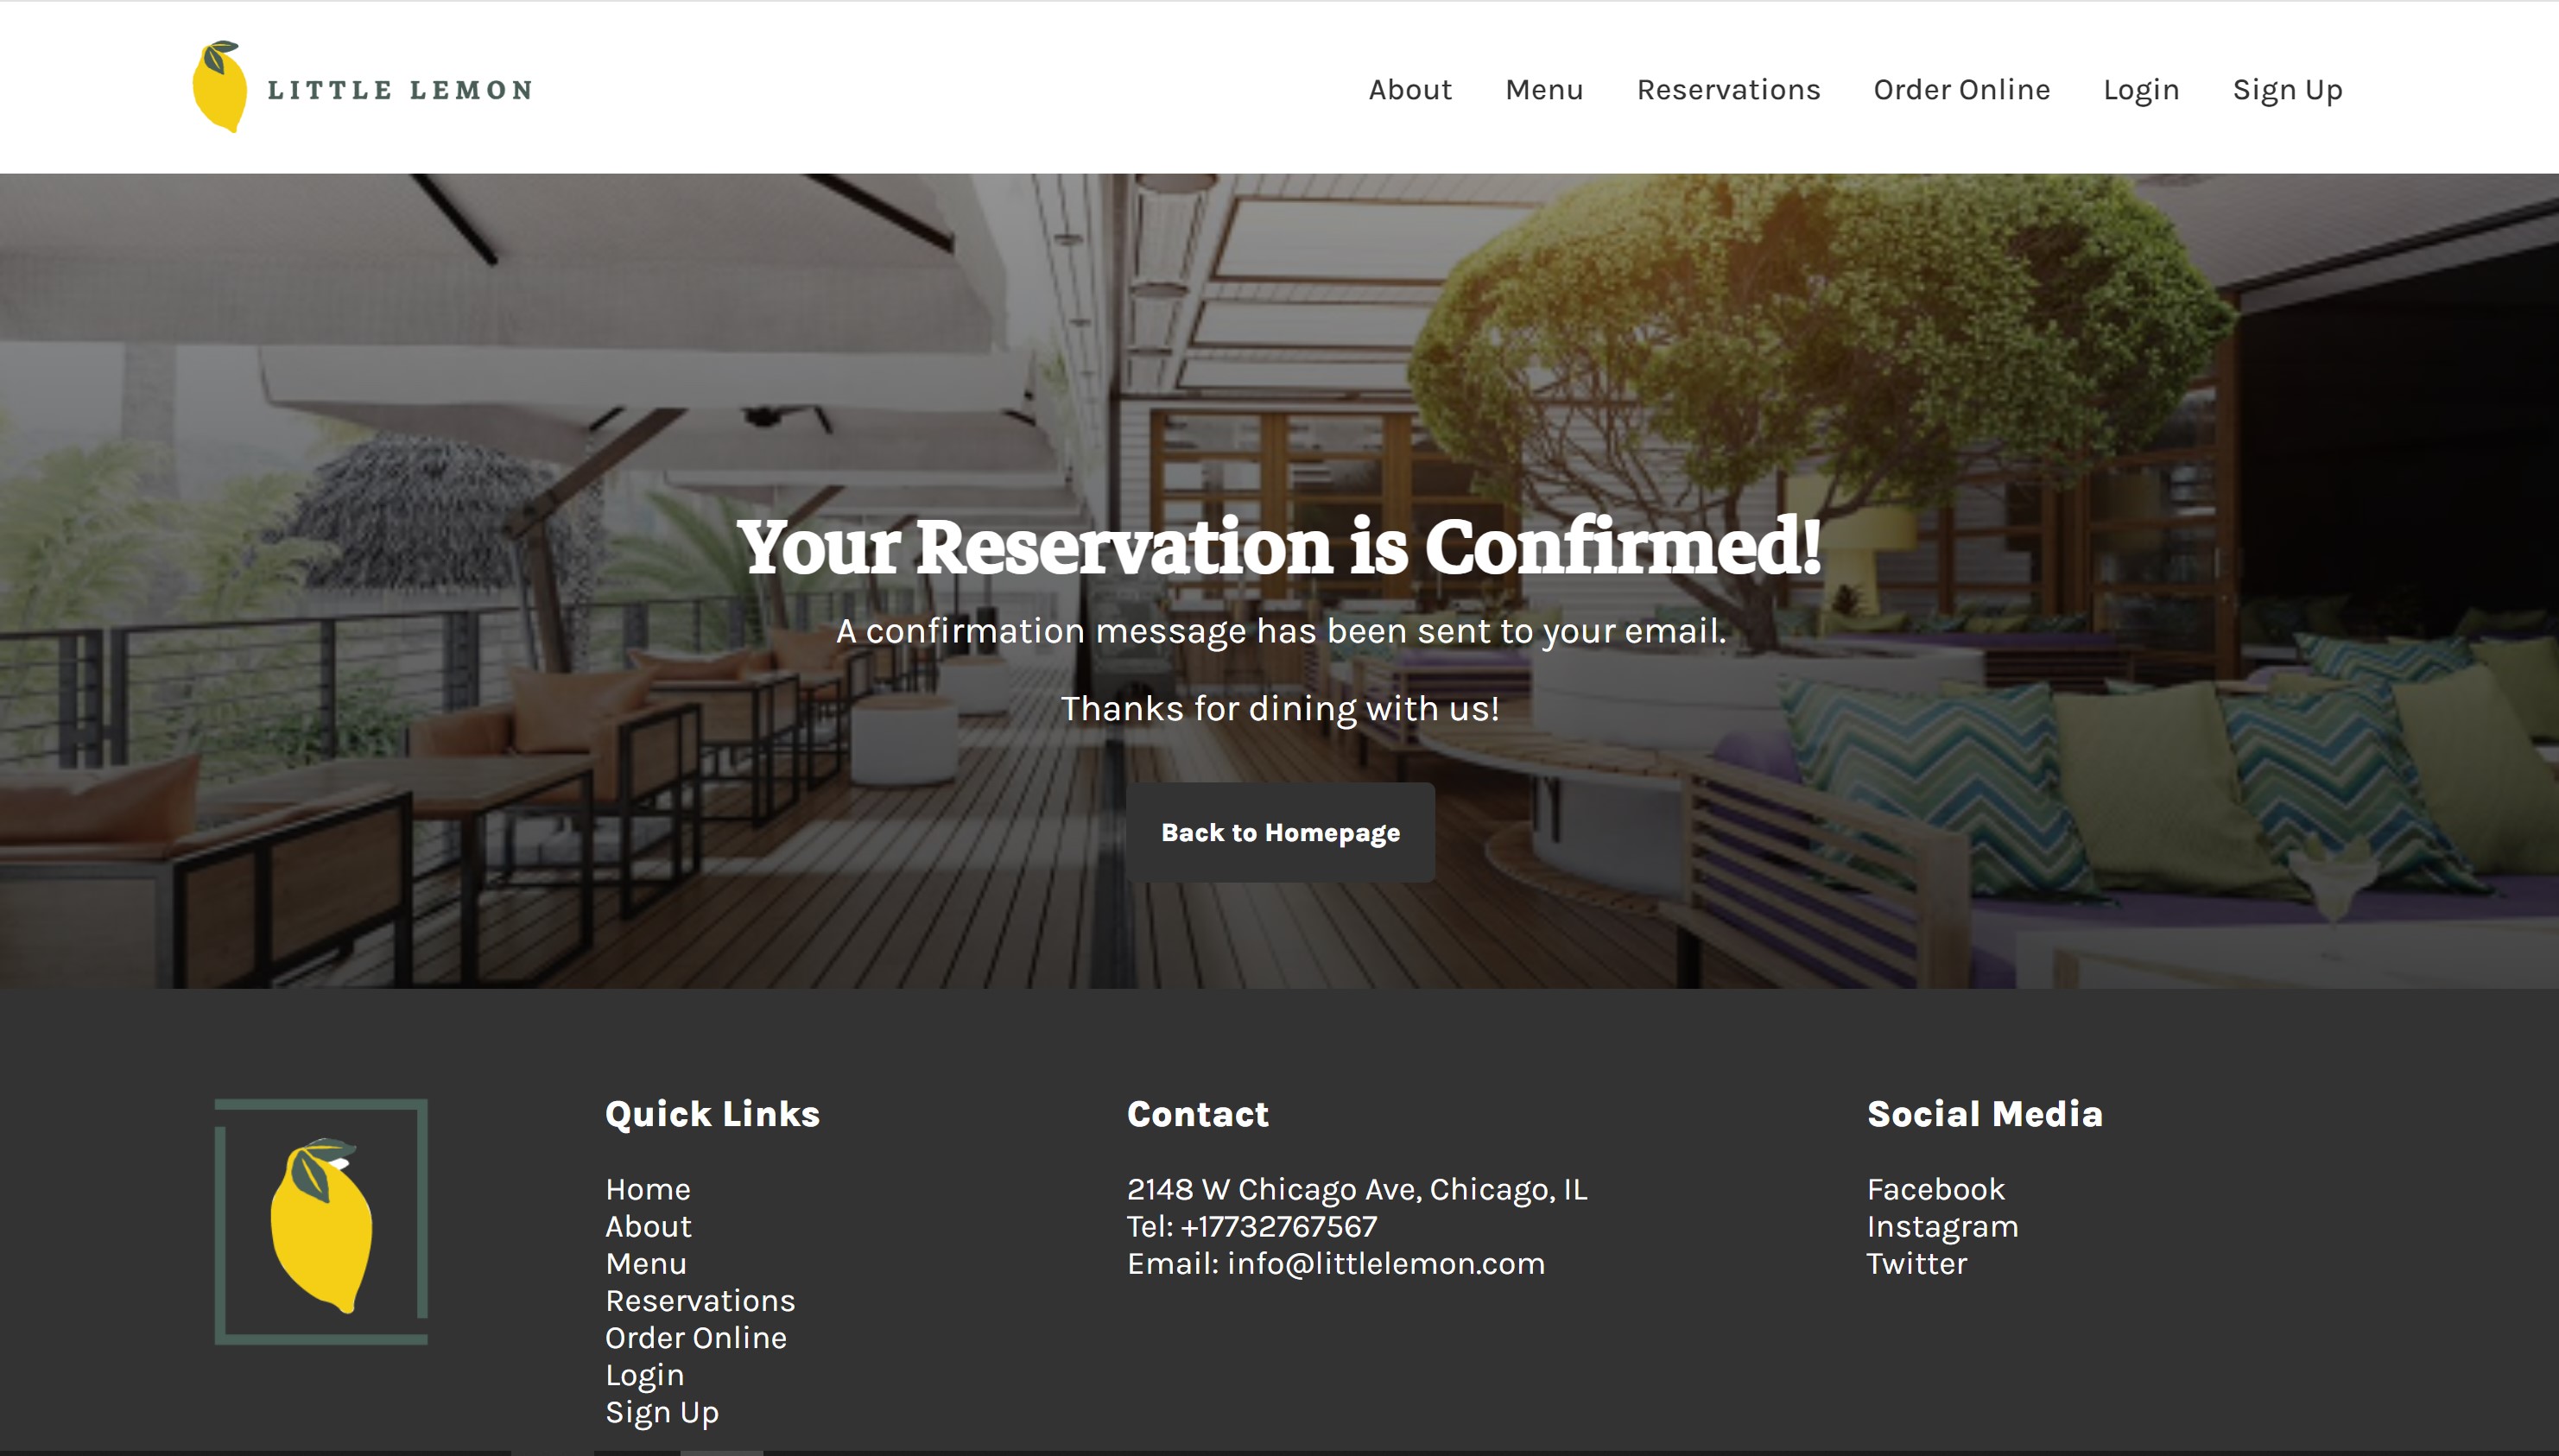 LITTLE LEMON
About Menu Reservations Order Online Login Sign Up
Your Reservation is Confirmed!
A confirmation message has been sent to your email.
Thanks for dining with us!
Back to Homepage
Quick Links
Home
About
Menu
Reservations
Order Online
Login
Sign Up
Contact
2148 W Chicago Ave, Chicago, IL
Tel: +17732767567
Email: info@littlelemon.com
Social Media
Facebook
Instagram
Twitter